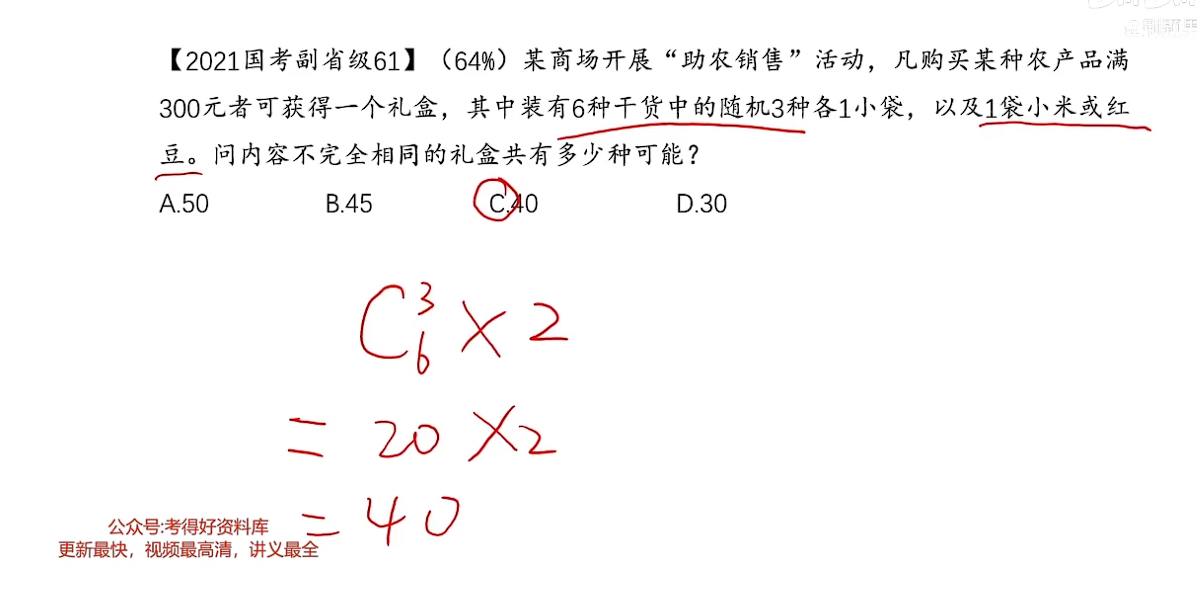 【2021国考副省级61】（64%）某商场开展“助农销售”活动，凡购买某种农产品满
300元者可获得一个礼盒，其中装有6种干货中的随机3种各1小袋，以及1袋小米或红
豆。问内容不完全相同的礼盒共有多少种可能？
A.50 B.45 C.40 D.30
C₆³×2
=20×2
=40
公众号:考得好资料库
更新最快，视频最高清，讲义最全